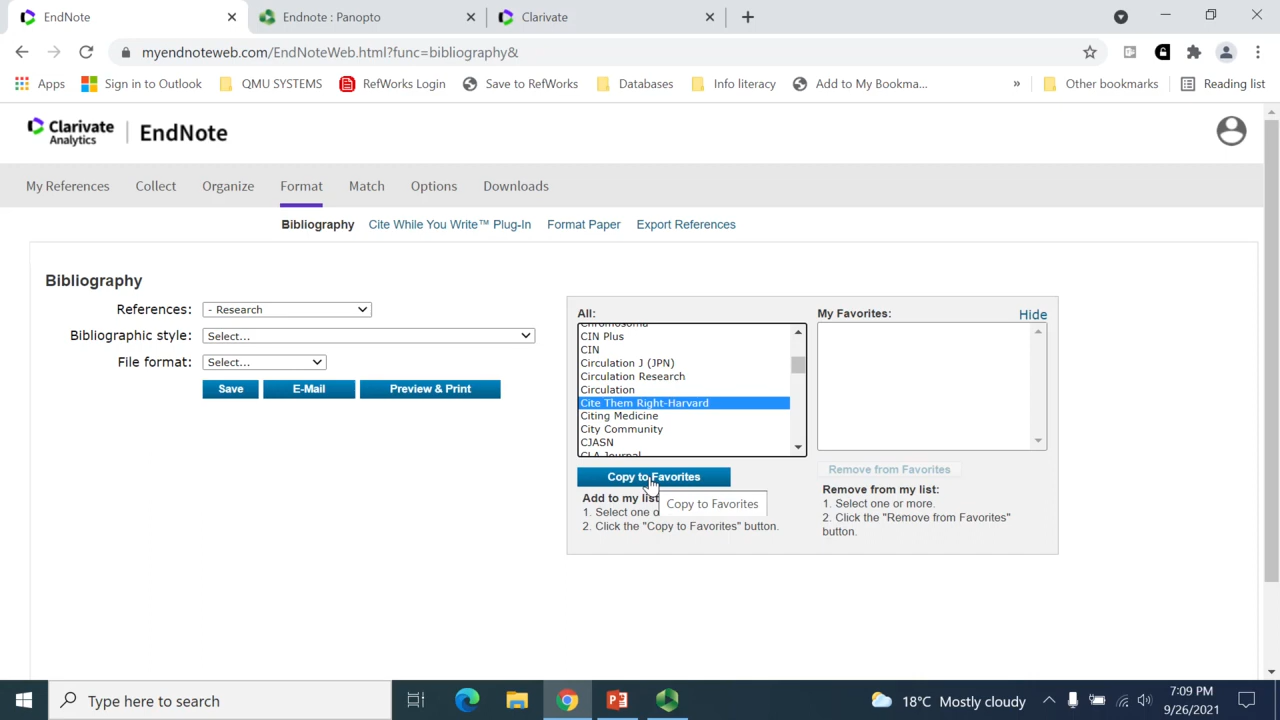 EndNote
Endnote : Panopto
Clarivate
myendnoteweb.com/EndNoteWeb.html?func=bibliography&
Apps
Sign in to Outlook
QMU SYSTEMS
RefWorks Login
Save to RefWorks
Databases
Info literacy
Add to My Bookma...
»
Other bookmarks
Reading list
Clarivate Analytics
EndNote
My References
Collect
Organize
Format
Match
Options
Downloads
Bibliography
Cite While You Write™ Plug-In
Format Paper
Export References
Bibliography
References: - Research
Bibliographic style: Select...
File format: Select...
Save
E-Mail
Preview & Print
All:
Chromosoma
CIN Plus
CIN
Circulation J (JPN)
Circulation Research
Circulation
Cite Them Right-Harvard
Citing Medicine
City Community
CJASN
CLA Journal
Copy to Favorites
Copy to Favorites
Add to my list
1. Select one o
2. Click the "Copy to Favorites" button.
My Favorites:
Hide
Remove from Favorites
Remove from my list:
1. Select one or more.
2. Click the "Remove from Favorites"
button.
Type here to search
18°C Mostly cloudy
7:09 PM
9/26/2021